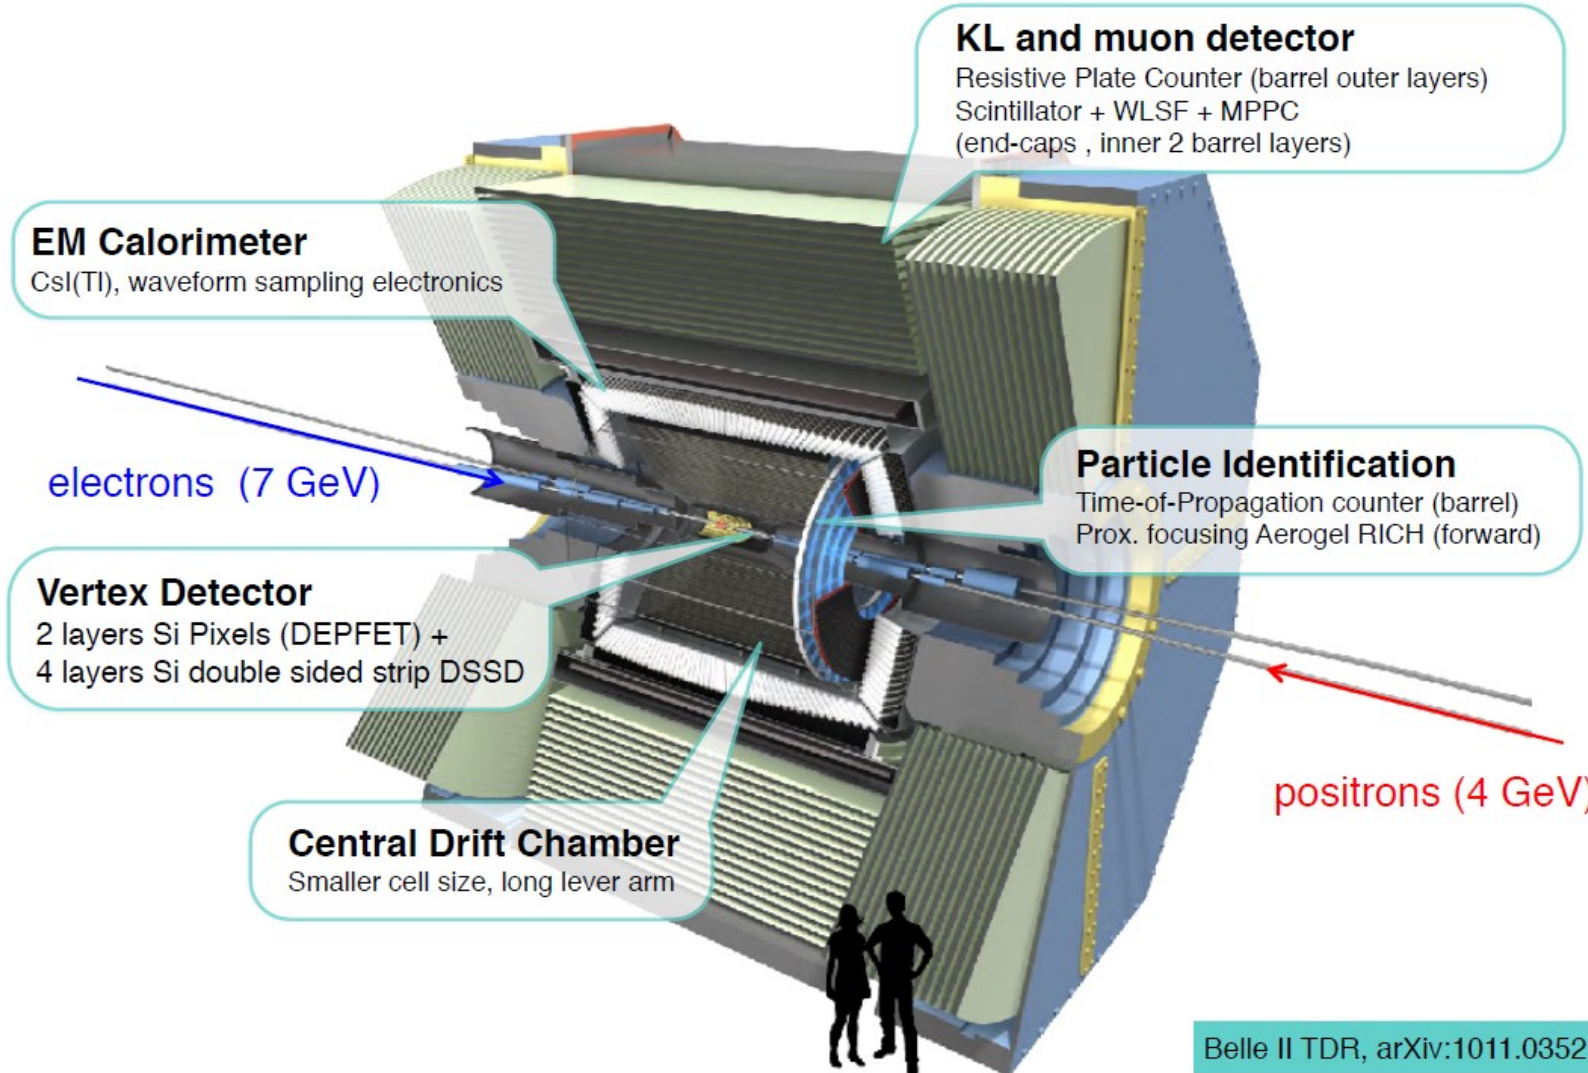 KL and muon detector
Resistive Plate Counter (barrel outer layers)
Scintillator + WLSF + MPPC
(end-caps , inner 2 barrel layers)
EM Calorimeter
CsI(Tl), waveform sampling electronics
electrons (7 GeV)
Particle Identification
Time-of-Propagation counter (barrel)
Prox. focusing Aerogel RICH (forward)
Vertex Detector
2 layers Si Pixels (DEPFET) +
4 layers Si double sided strip DSSD
positrons (4 GeV)
Central Drift Chamber
Smaller cell size, long lever arm
Belle II TDR, arXiv:1011.0352